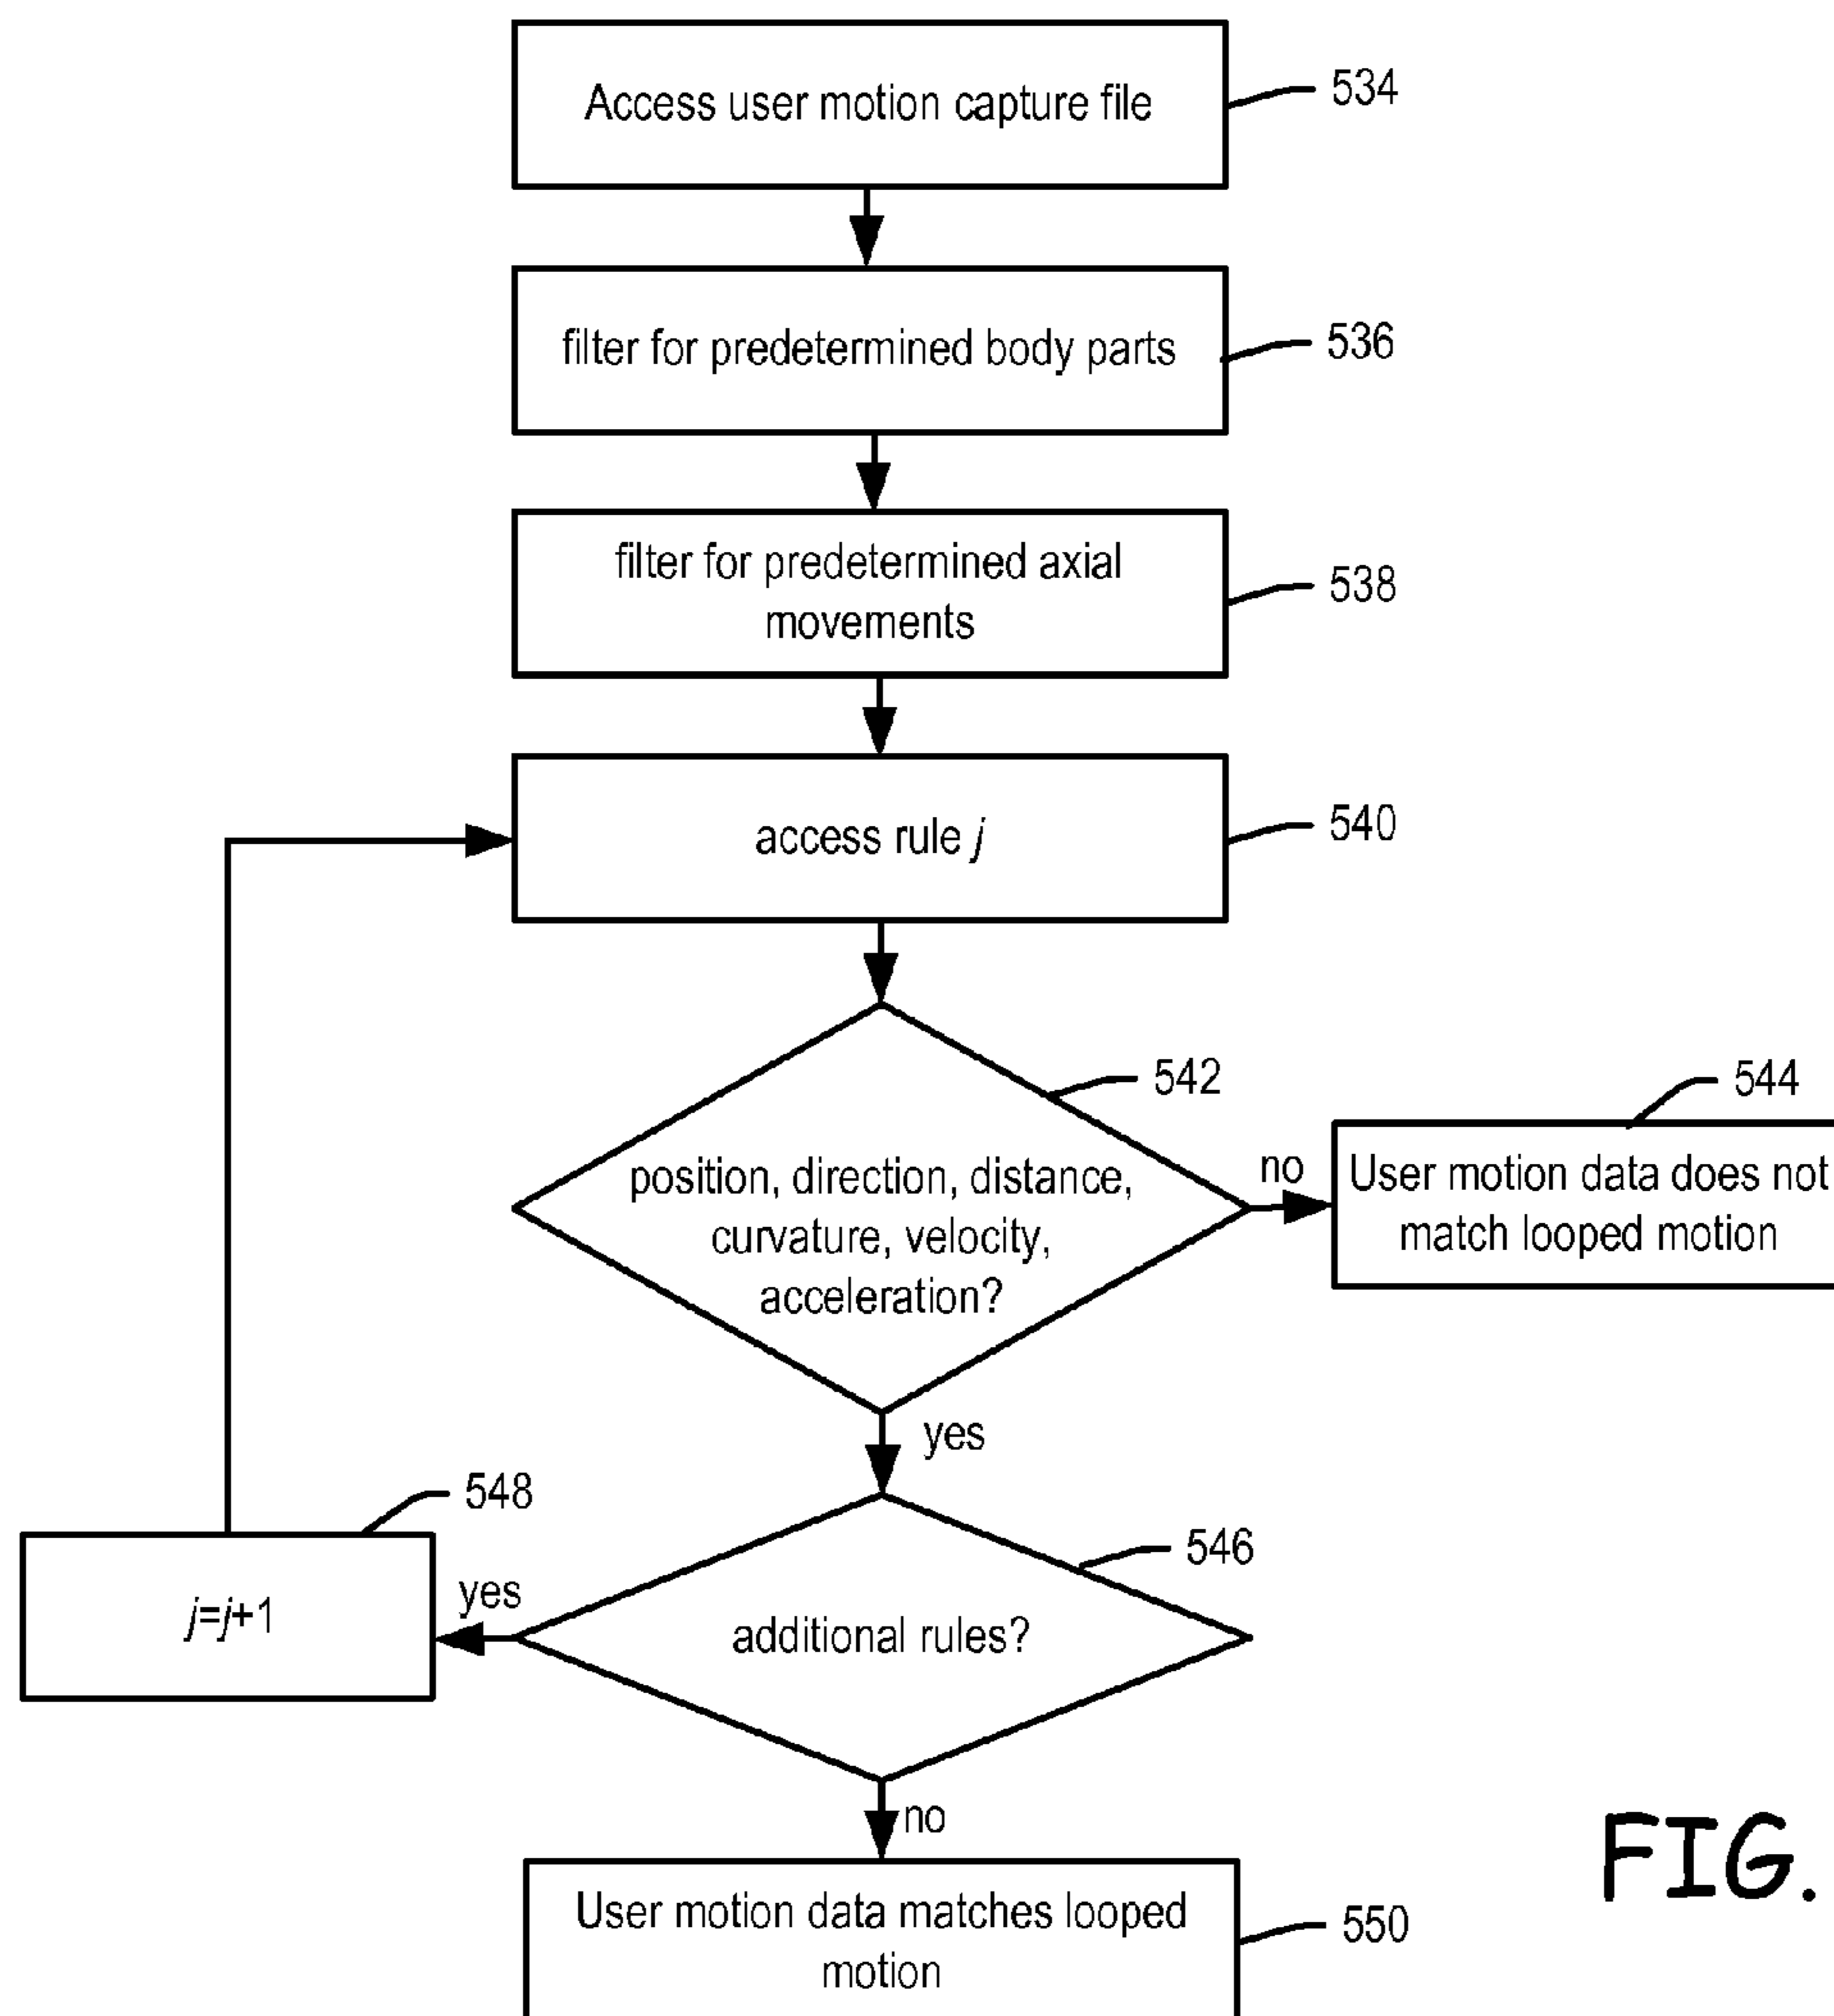 Access user motion capture file
534
filter for predetermined body parts
536
filter for predetermined axial
movements
538
access rule j
540
542
position, direction, distance,
curvature, velocity,
acceleration?
no
544
User motion data does not
match looped motion
yes
546
additional rules?
yes
548
j=j+1
no
User motion data matches looped
motion
550
FIG.